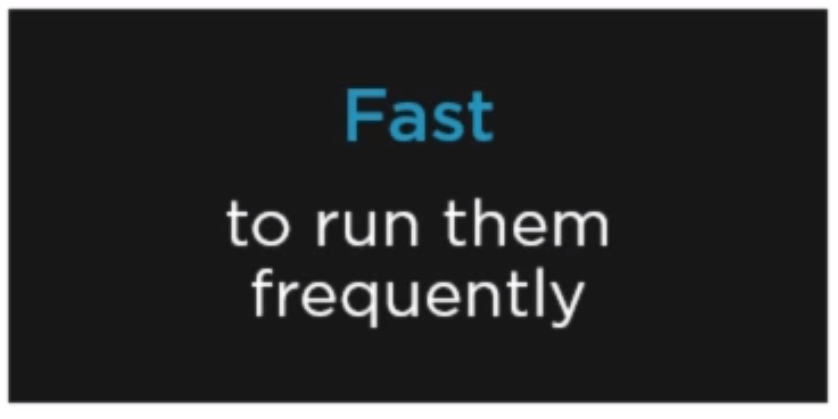 Fast
to run them
frequently